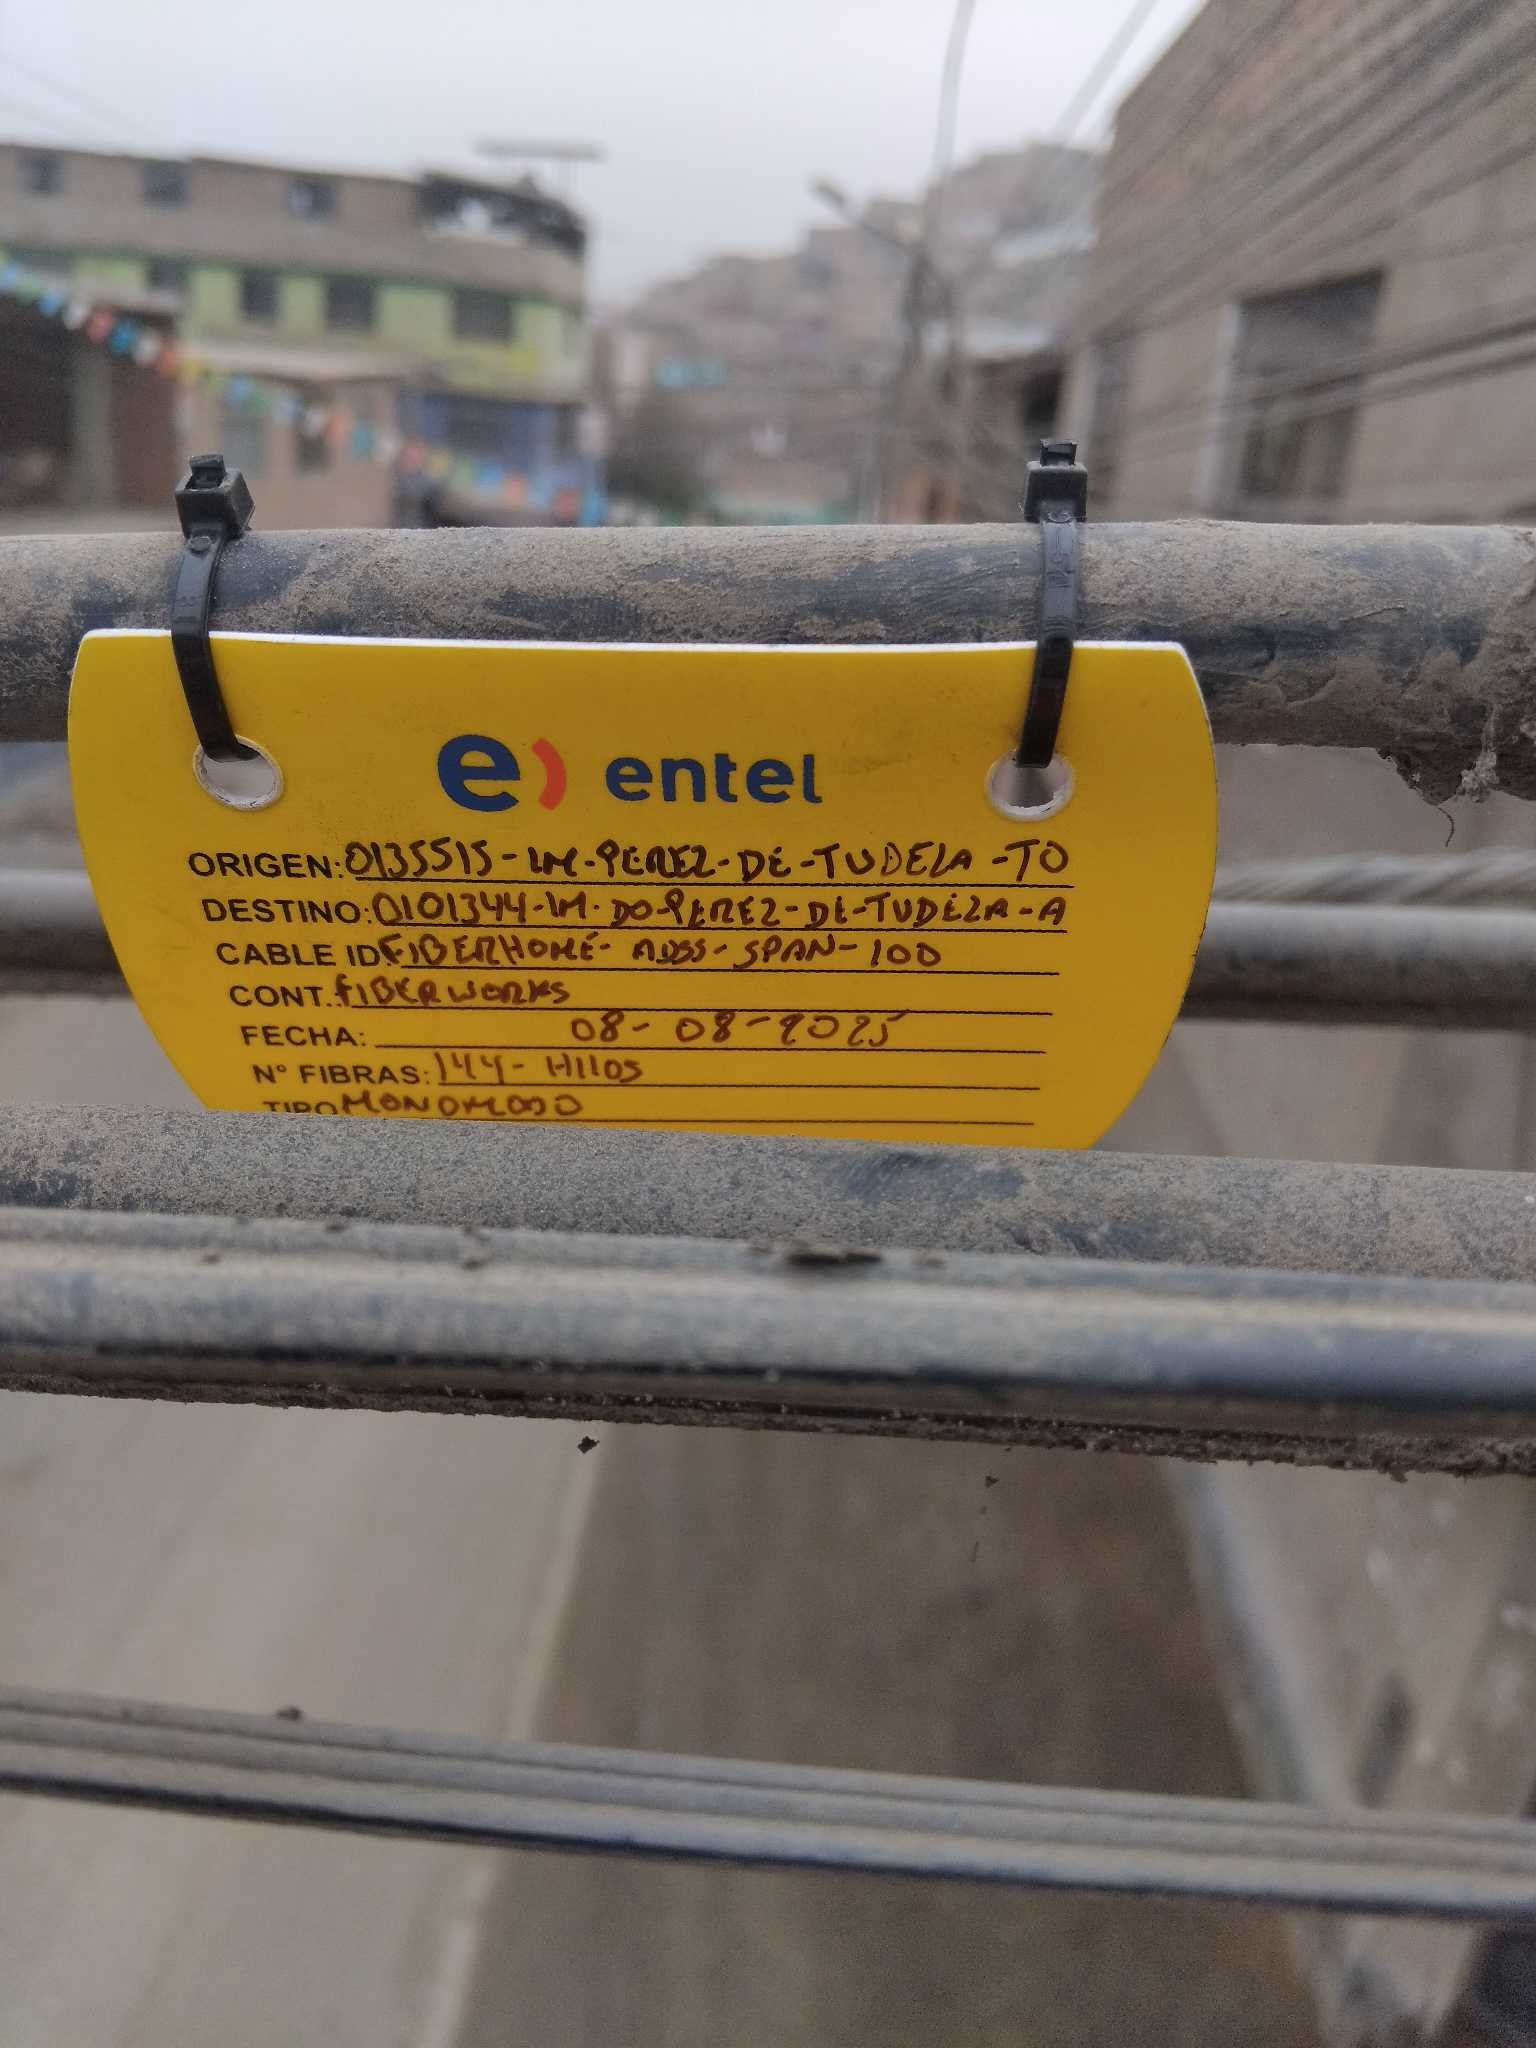 e) entel
ORIGEN: 0135515-LM-PEREZ-DE-TUDELA-TO
DESTINO: 0101344-LM-DO-PEREZ-DE-TUDELA-A
CABLE ID: FIBERHOME-ADSS-SPAN-100
CONT.: FIBERWORKS
FECHA: 08-08-2025
N° FIBRAS: 144-HIlOS
TIPO MONOMODO